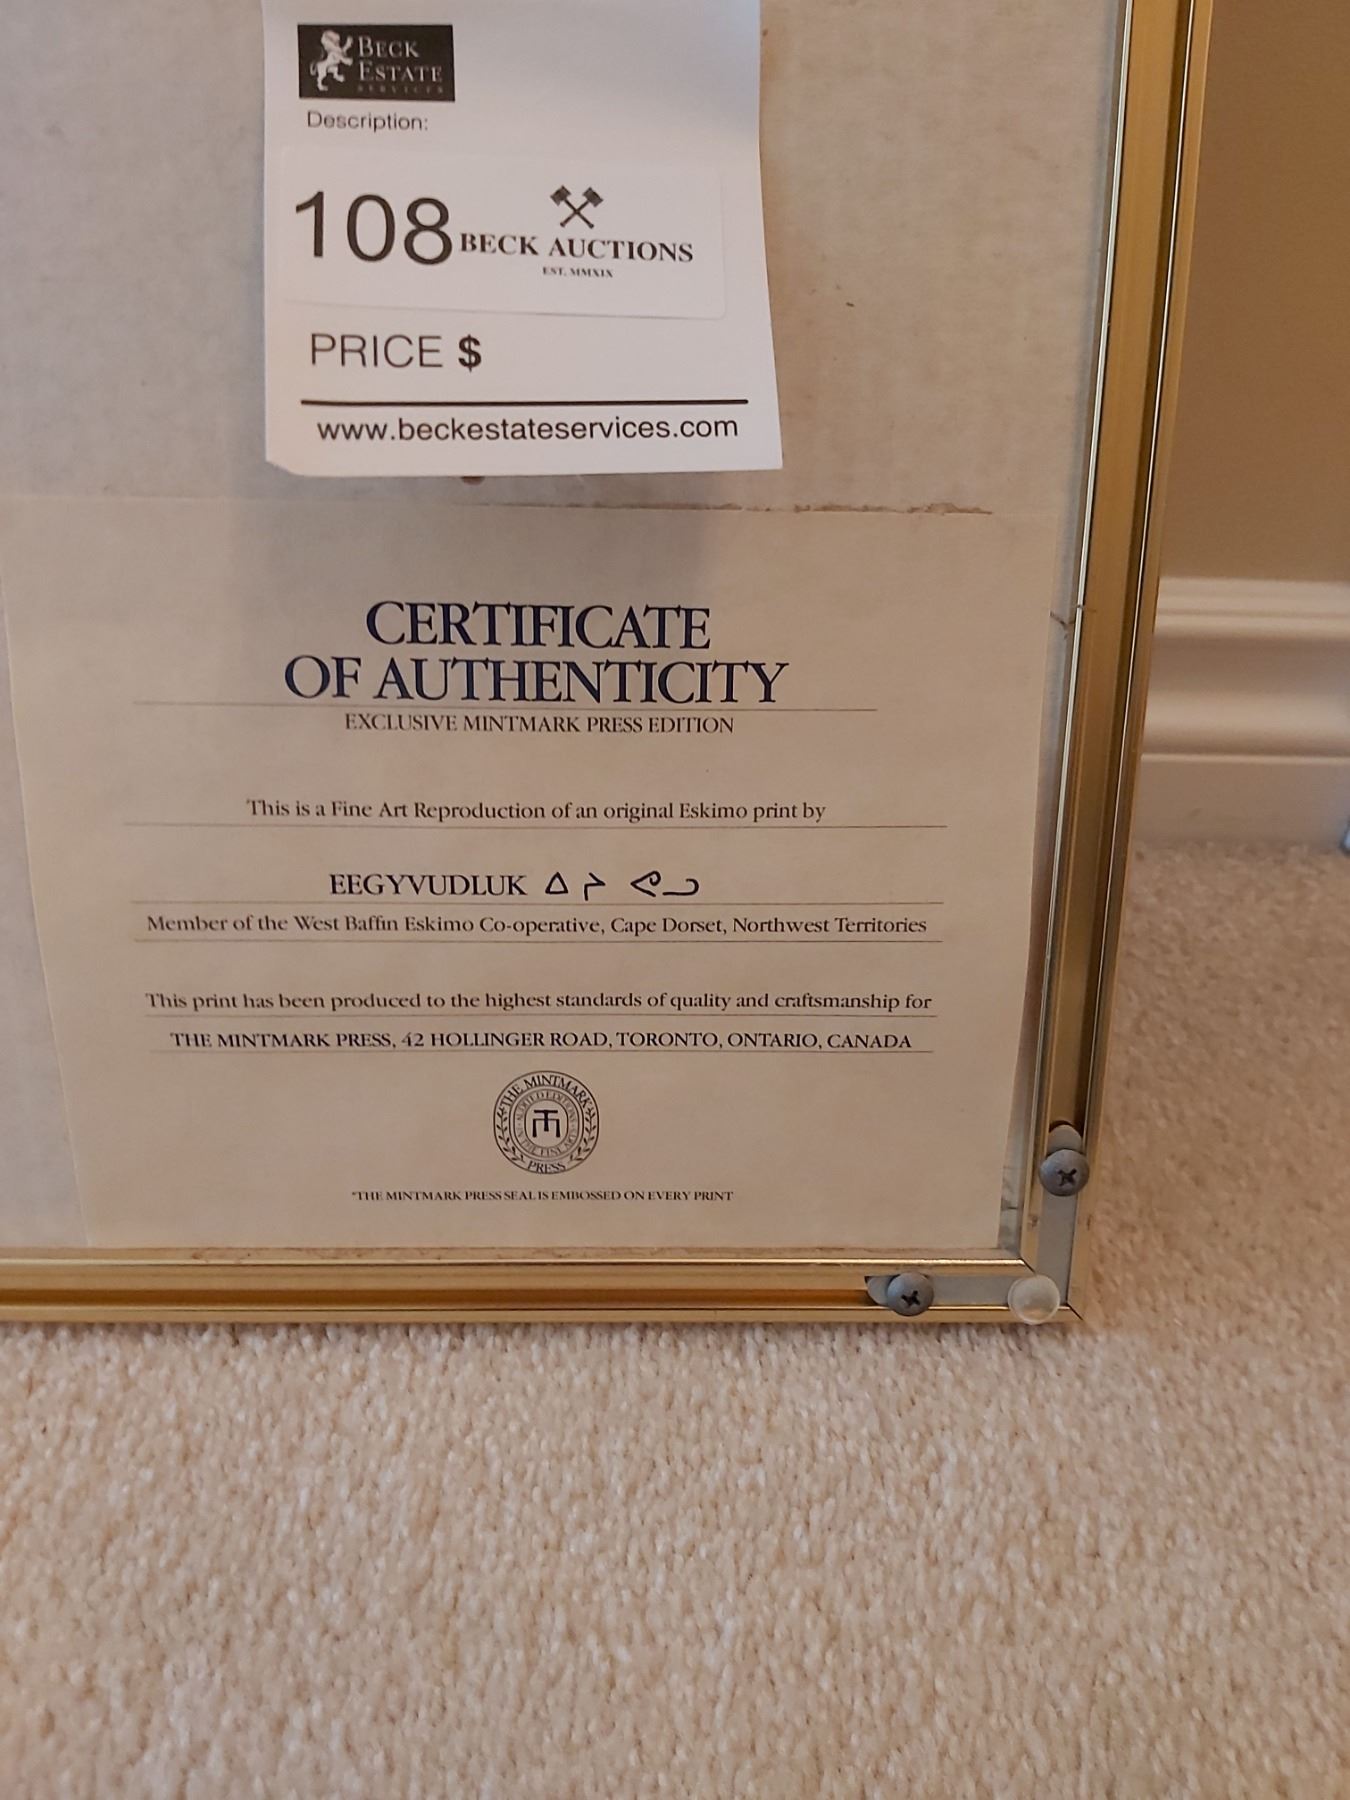 BECK
ESTATE
SERVICES
Description:
108 BECK AUCTIONS
EST. MMXIX
PRICE $
www.beckestateservices.com
CERTIFICATE
OF AUTHENTICITY
EXCLUSIVE MINTMARK PRESS EDITION
This is a Fine Art Reproduction of an original Eskimo print by
EEGYVUDLUK ᐃ ᔨ ᕙᓗ
Member of the West Baffin Eskimo Co-operative, Cape Dorset, Northwest Territories
This print has been produced to the highest standards of quality and craftsmanship for
THE MINTMARK PRESS, 42 HOLLINGER ROAD, TORONTO, ONTARIO, CANADA
THE MINTMARK
PRESS
*THE MINTMARK PRESS SEAL IS EMBOSSED ON EVERY PRINT